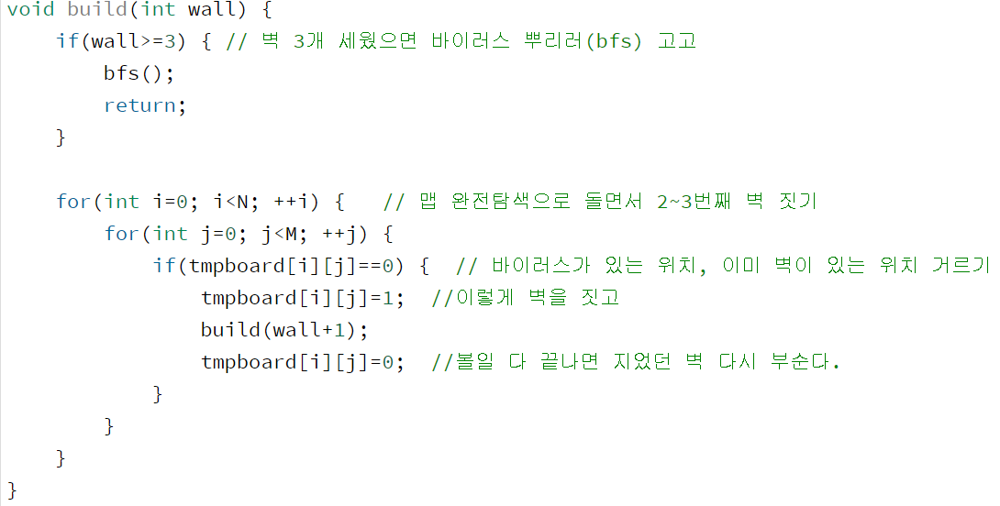 void build(int wall) {
    if(wall>=3) { // 벽 3개 세웠으면 바이러스 뿌리러(bfs) 고고
        bfs();
        return;
    }
    for(int i=0; i<N; ++i) {   // 맵 완전탐색으로 돌면서 2~3번째 벽 짓기
        for(int j=0; j<M; ++j) {
            if(tmpboard[i][j]==0) {  // 바이러스가 있는 위치, 이미 벽이 있는 위치 거르기
                tmpboard[i][j]=1;  //이렇게 벽을 짓고
                build(wall+1);
                tmpboard[i][j]=0;  //볼일 다 끝나면 지었던 벽 다시 부순다.
            }
        }
    }
}